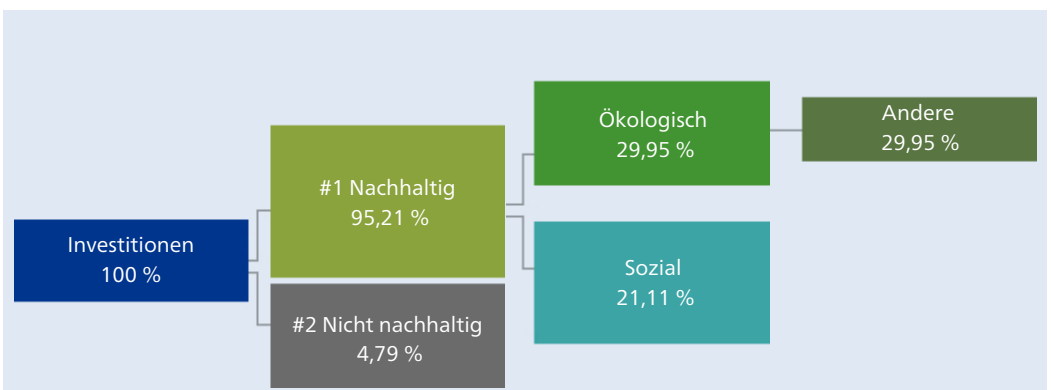 Investitionen
100 %
#1 Nachhaltig
95,21 %
#2 Nicht nachhaltig
4,79 %
Ökologisch
29,95 %
Sozial
21,11 %
Andere
29,95 %